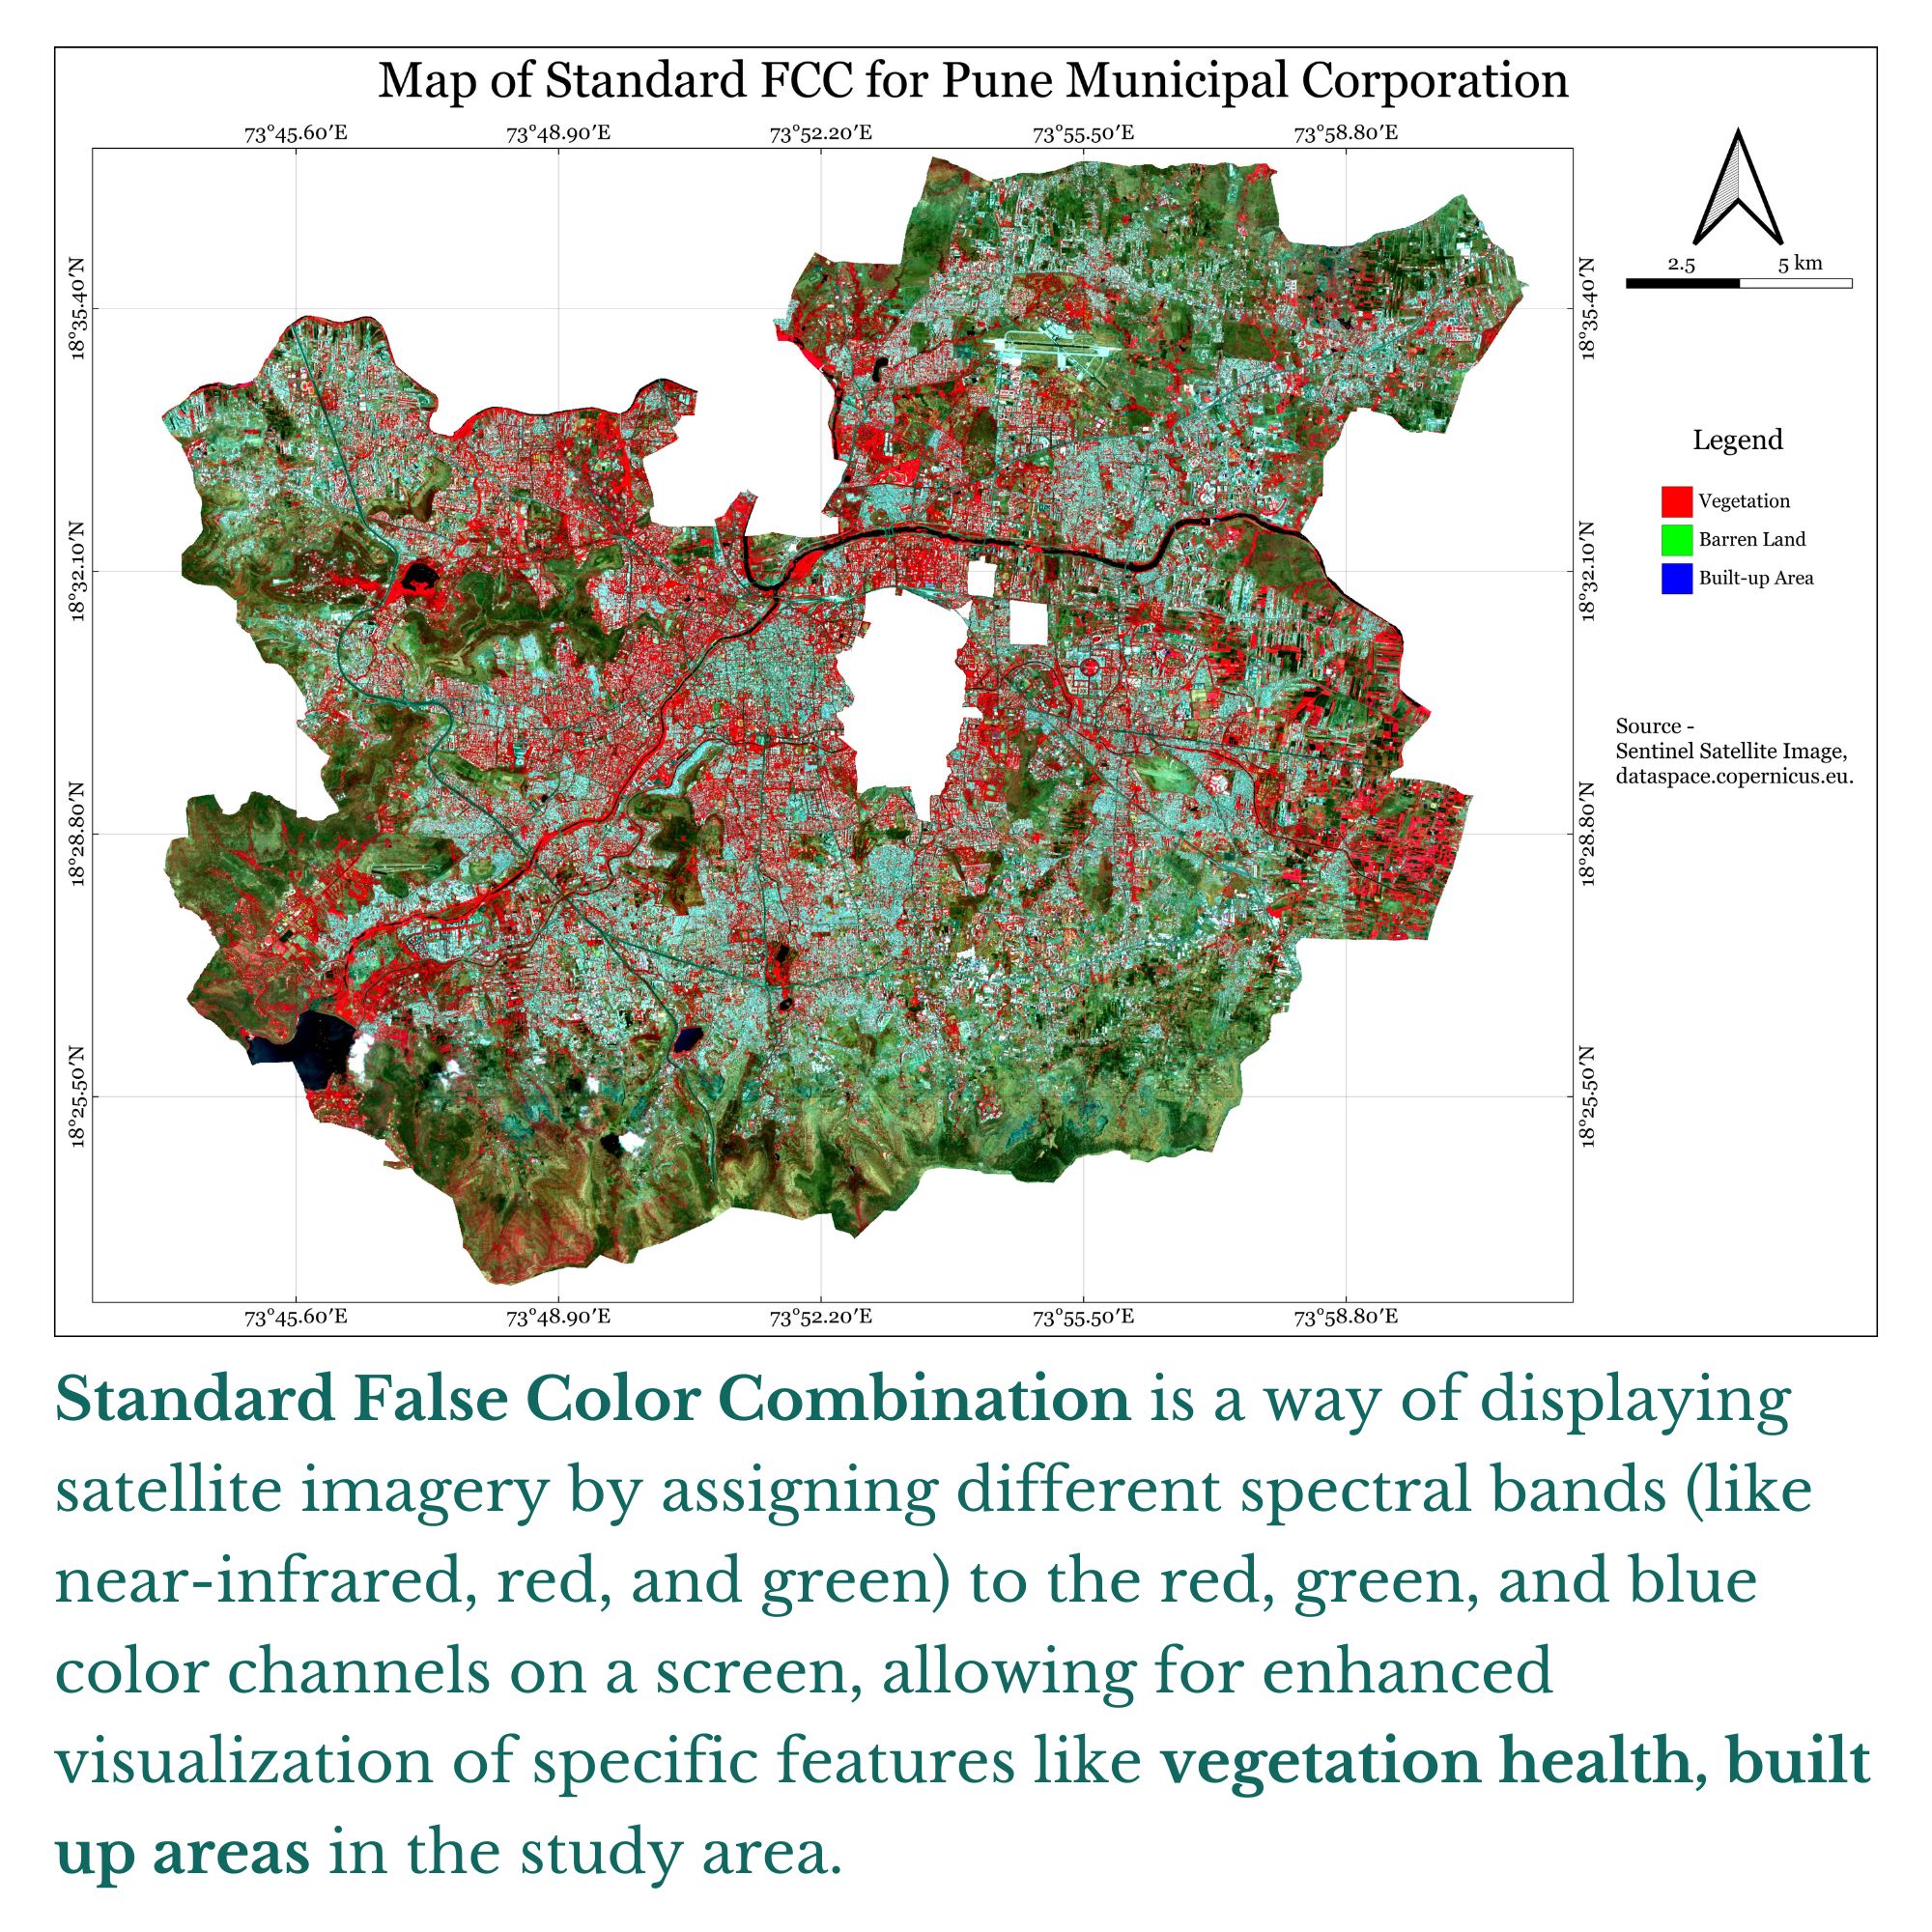 Map of Standard FCC for Pune Municipal Corporation
73°45.60′E 73°48.90′E 73°52.20′E 73°55.50′E 73°58.80′E
18°35.40′N 18°35.40′N
18°32.10′N 18°32.10′N
18°28.80′N 18°28.80′N
18°25.50′N 18°25.50′N
73°45.60′E 73°48.90′E 73°52.20′E 73°55.50′E 73°58.80′E
2.5 5 km
Legend
Vegetation
Barren Land
Built-up Area
Source -
Sentinel Satellite Image,
dataspace.copernicus.eu.
Standard False Color Combination is a way of displaying
satellite imagery by assigning different spectral bands (like
near-infrared, red, and green) to the red, green, and blue
color channels on a screen, allowing for enhanced
visualization of specific features like vegetation health, built
up areas in the study area.